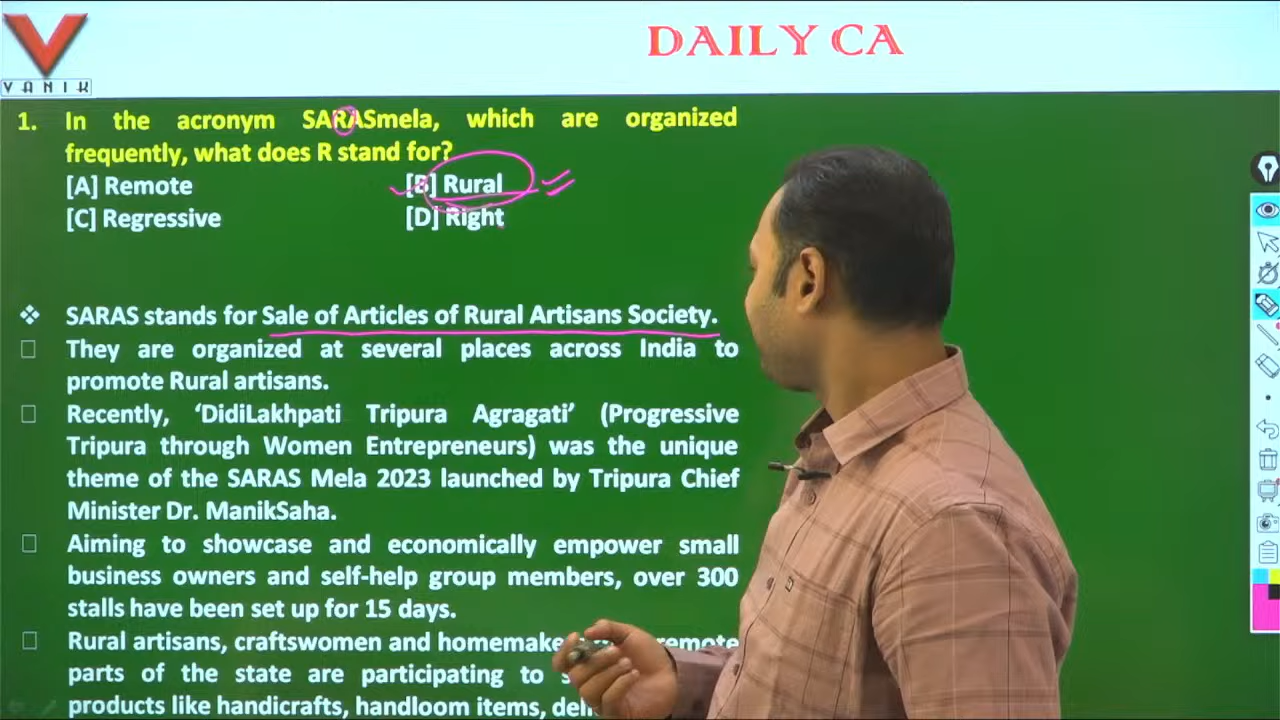 VANIK
DAILY CA
1. In the acronym SARASmela, which are organized
frequently, what does R stand for?
[A] Remote [B] Rural
[C] Regressive [D] Right
❖ SARAS stands for Sale of Articles of Rural Artisans Society.
They are organized at several places across India to
promote Rural artisans.
Recently, ‘DidiLakhpati Tripura Agragati’ (Progressive
Tripura through Women Entrepreneurs) was the unique
theme of the SARAS Mela 2023 launched by Tripura Chief
Minister Dr. ManikSaha.
Aiming to showcase and economically empower small
business owners and self-help group members, over 300
stalls have been set up for 15 days.
Rural artisans, craftswomen and remote
parts of the state are participating to
products like handicrafts, handloom items,